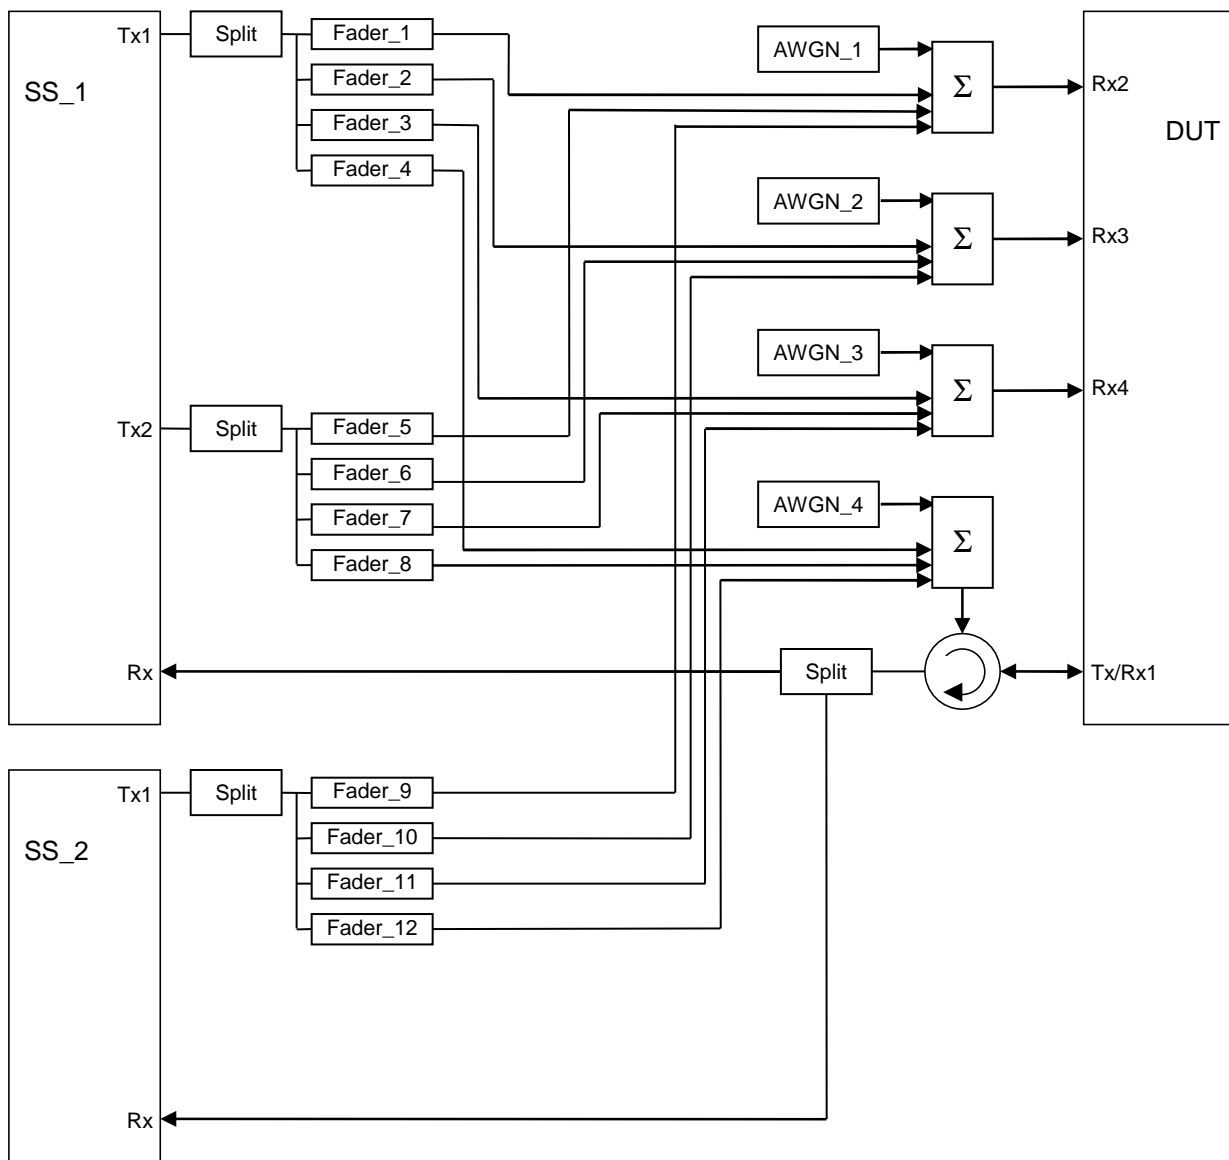 Tx1
Split
Fader_1
Fader_2
Fader_3
Fader_4
SS_1
AWGN_1
Σ
Rx2
DUT
AWGN_2
Σ
Rx3
AWGN_3
Σ
Rx4
Tx2
Split
Fader_5
Fader_6
Fader_7
Fader_8
AWGN_4
Σ
Rx
Split
Tx/Rx1
Tx1
Split
Fader_9
Fader_10
Fader_11
Fader_12
SS_2
Rx